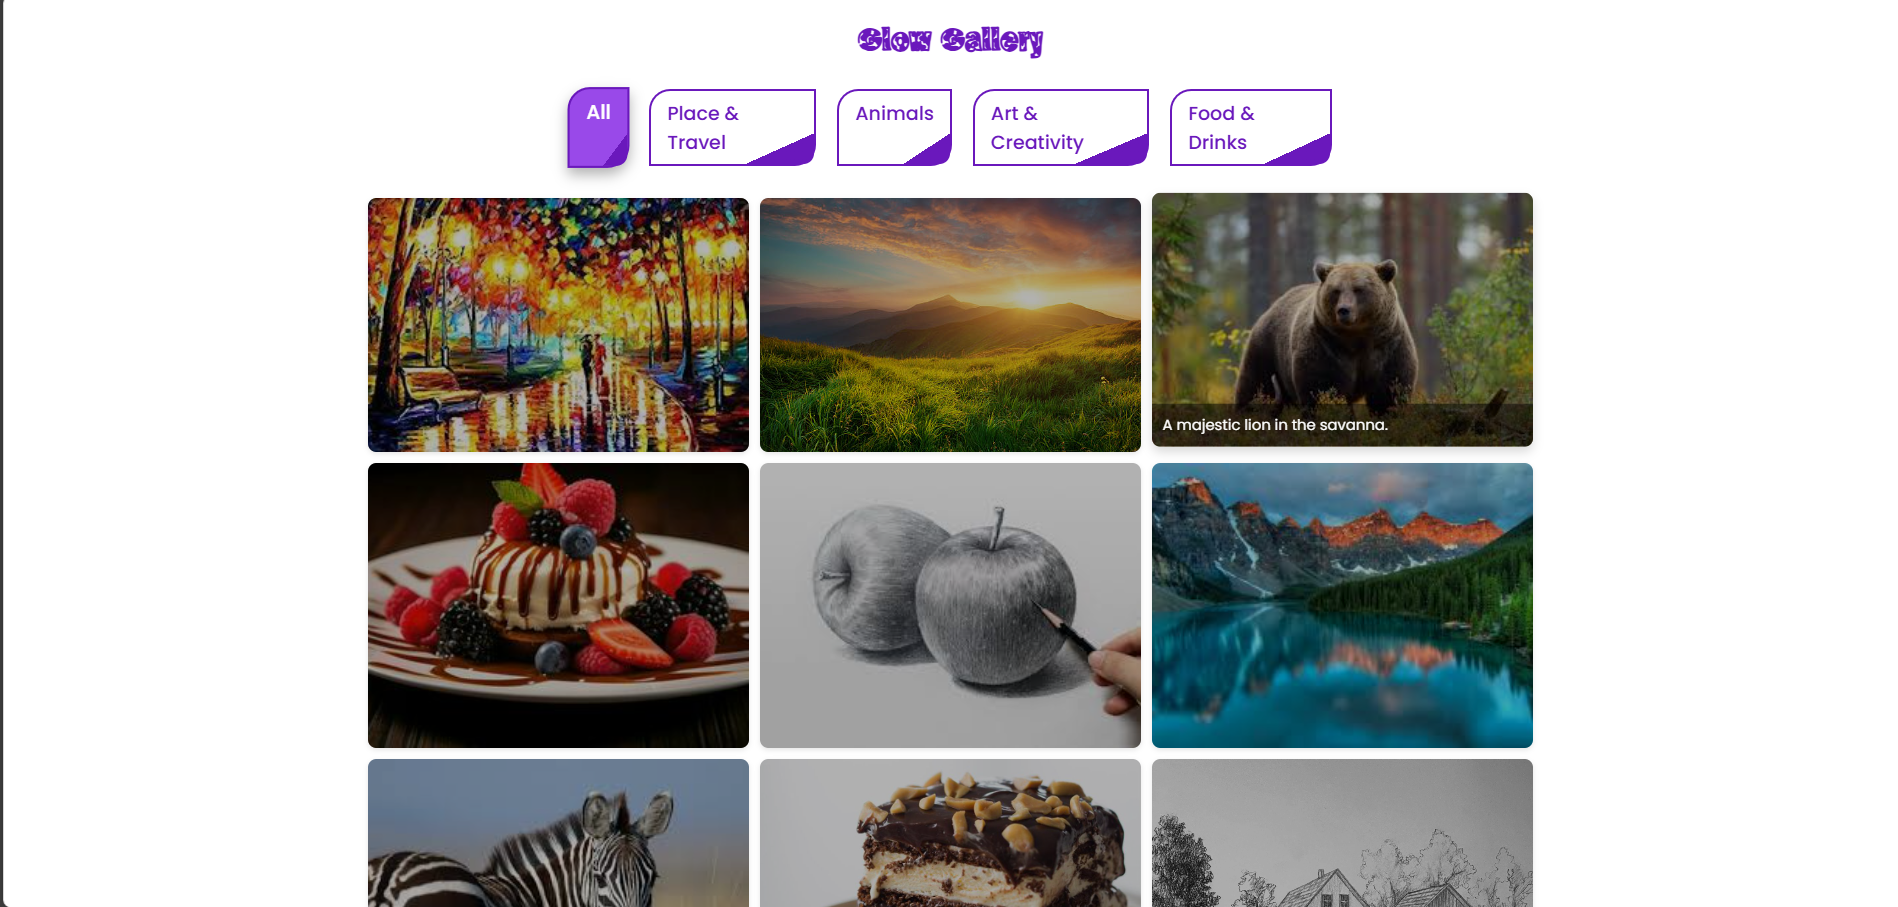 Glow Gallery
All
Place &
Travel
Animals
Art &
Creativity
Food &
Drinks
A majestic lion in the savanna.